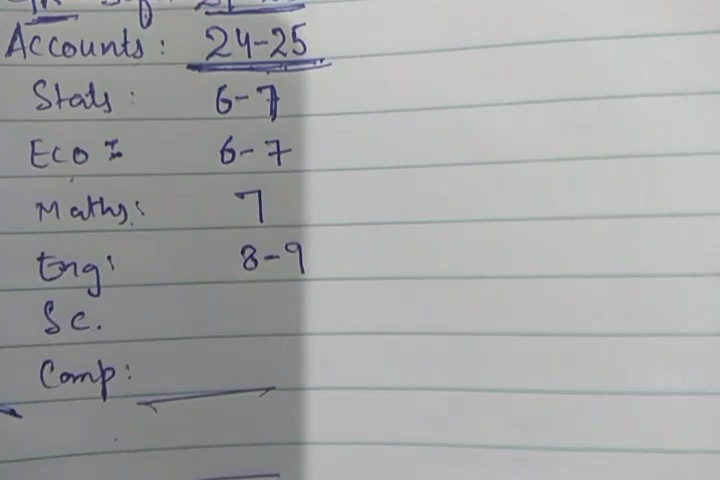 Accounts: 24-25
Stats: 6-7
Eco: 6-7
Maths: 7
Eng: 8-9
Sc.
Comp: